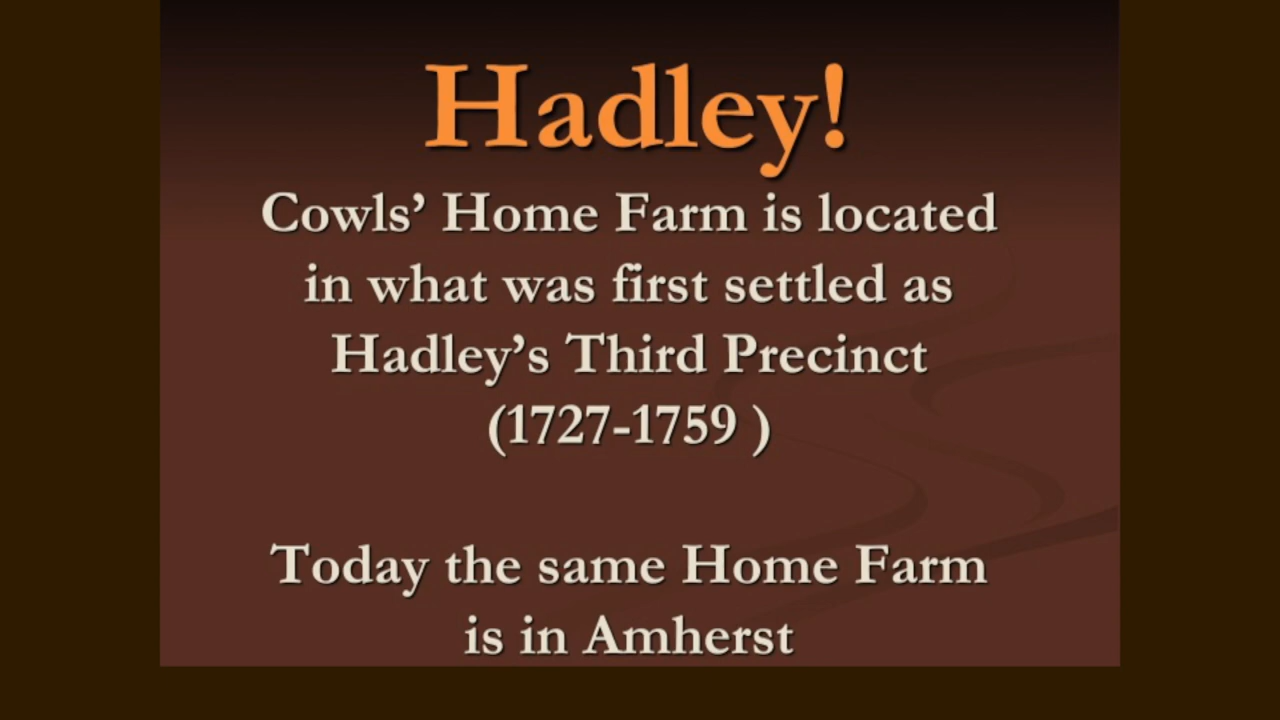 Hadley!
Cowls’ Home Farm is located
in what was first settled as
Hadley’s Third Precinct
(1727-1759 )
Today the same Home Farm
is in Amherst